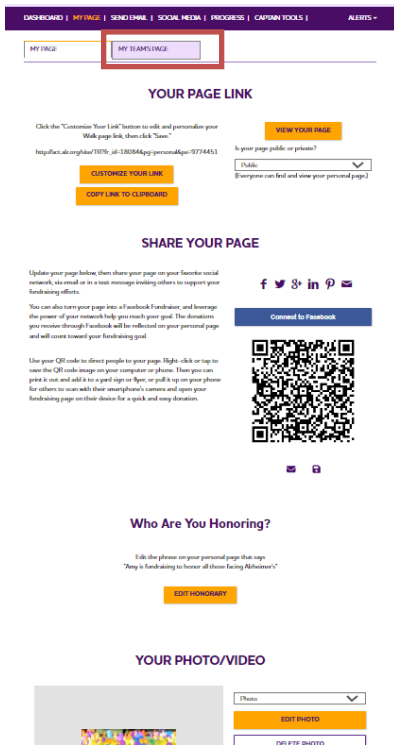 DASHBOARD | MY PAGE | SEND EMAIL | SOCIAL MEDIA | PROGRESS | CAPTAIN TOOLS | ALERTS
MY PAGE MY TEAM'S PAGE
YOUR PAGE LINK
Click the "Customize Your Link" button to edit and personalize your
Walk page link, then click "Save."
http://act.alz.org/site/TR?fr_id=18084&pg=personal&px=9774451
CUSTOMIZE YOUR LINK
COPY LINK TO CLIPBOARD
VIEW YOUR PAGE
Is your page public or private?
Public
(Everyone can find and view your personal page.)
SHARE YOUR PAGE
Update your page below, then share your page on your favorite social
network, via email or in a text message inviting others to support your
fundraising efforts.
You can also turn your page into a Facebook Fundraiser, and leverage
the power of your network help you reach your goal. The donations
you receive through Facebook will be reflected on your personal page
and will count toward your fundraising goal.
Use your QR code to direct people to your page. Right-click or tap to
save the QR code image on your computer or phone. Then you can
print it out and add it to a yard sign or flyer, or pull it up on your phone
for others to scan with their smartphone's camera and open your
fundraising page on their device for a quick and easy donation.
Connect to Facebook
Who Are You Honoring?
Edit the phrase on your personal page that says
"Amy is fundraising to honor all those facing Alzheimer's"
EDIT HONORARY
YOUR PHOTO/VIDEO
Photo
EDIT PHOTO
DELETE PHOTO